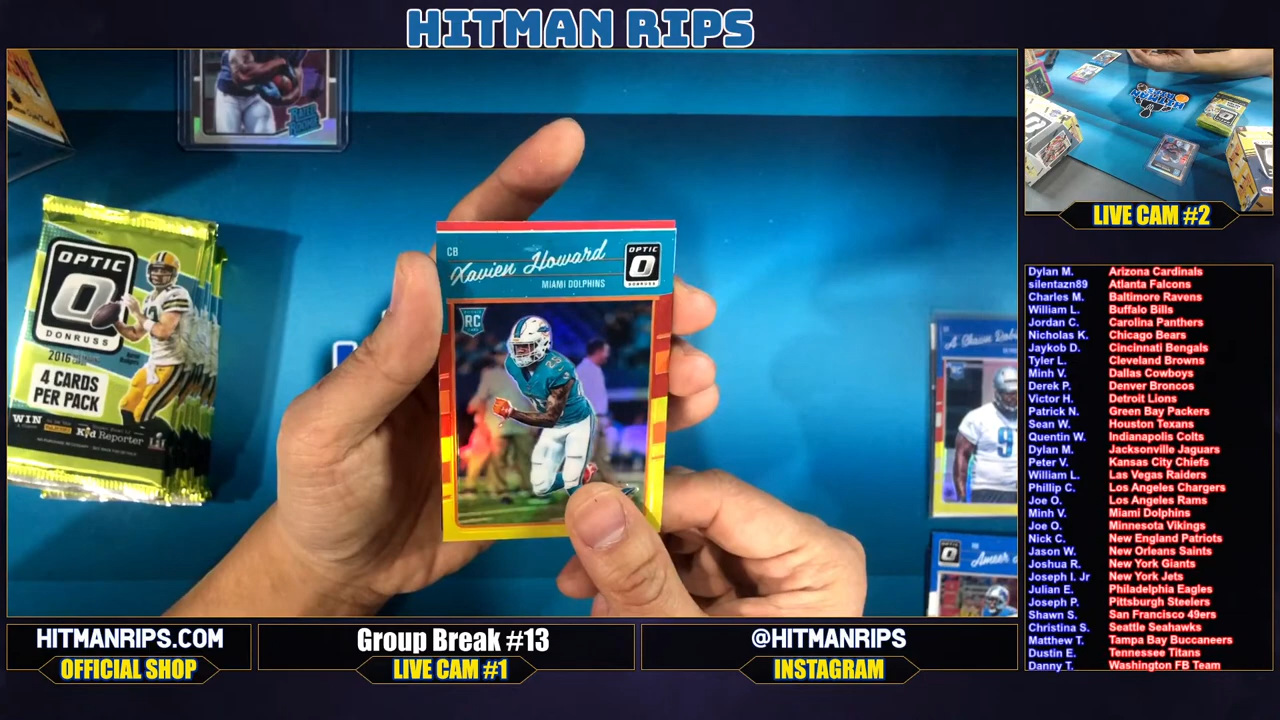 HITMAN RIPS
CB
Xavien Howard
MIAMI DOLPHINS
OPTIC
O
DONRUSS
RC
OPTIC
O
DONRUSS
2016
4 CARDS
PER PACK
WIN
Kid Reporter
LI
RATED
ROOKIE
A'Shawn
OPTIC
Ameer
LIVE CAM #2
Dylan M. Arizona Cardinals
silentazn89 Atlanta Falcons
Charles M. Baltimore Ravens
William L. Buffalo Bills
Jordan C. Carolina Panthers
Nicholas K. Chicago Bears
Jaykob D. Cincinnati Bengals
Tyler L. Cleveland Browns
Minh V. Dallas Cowboys
Derek P. Denver Broncos
Victor H. Detroit Lions
Patrick N. Green Bay Packers
Sean W. Houston Texans
Quentin W. Indianapolis Colts
Dylan M. Jacksonville Jaguars
Peter V. Kansas City Chiefs
William L. Las Vegas Raiders
Phillip C. Los Angeles Chargers
Joe O. Los Angeles Rams
Minh V. Miami Dolphins
Joe O. Minnesota Vikings
Nick C. New England Patriots
Jason W. New Orleans Saints
Joshua R. New York Giants
Joseph I. Jr New York Jets
Julian E. Philadelphia Eagles
Joseph P. Pittsburgh Steelers
Shawn S. San Francisco 49ers
Christina S. Seattle Seahawks
Matthew T. Tampa Bay Buccaneers
Dustin E. Tennessee Titans
Danny T. Washington FB Team
HITMANRIPS.COM
OFFICIAL SHOP
Group Break #13
LIVE CAM #1
@HITMANRIPS
INSTAGRAM